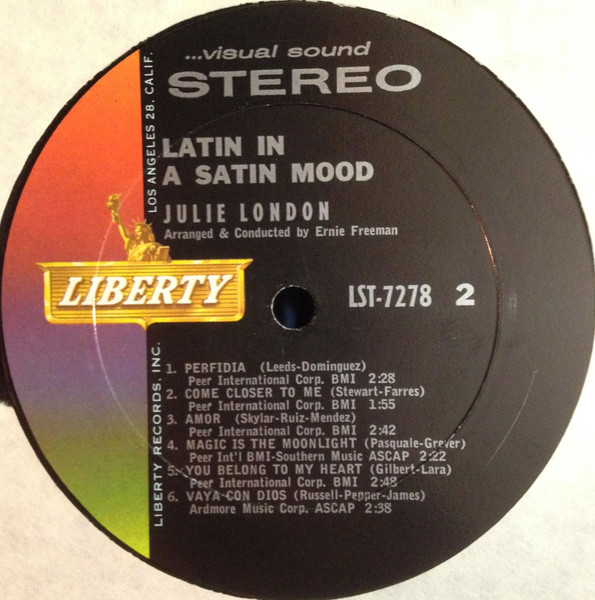 ...visual sound
STEREO
LOS ANGELES 28, CALIF.
LATIN IN
A SATIN MOOD
JULIE LONDON
Arranged & Conducted by Ernie Freeman
LIBERTY
LST-7278 2
LIBERTY RECORDS, INC.
1. PERFIDIA (Leeds-Dominguez)
Peer International Corp. BMI 2:28
2. COME CLOSER TO ME (Stewart-Farres)
Peer International Corp. BMI 1:55
3. AMOR (Skylar-Ruiz-Mendez)
Peer International Corp. BMI 2:42
4. MAGIC IS THE MOONLIGHT (Pasquale-Grever)
Peer Int'l BMI-Southern Music ASCAP 2:22
5. YOU BELONG TO MY HEART (Gilbert-Lara)
Peer International Corp. BMI 2:48
6. VAYA CON DIOS (Russell-Pepper-James)
Ardmore Music Corp. ASCAP 2:38